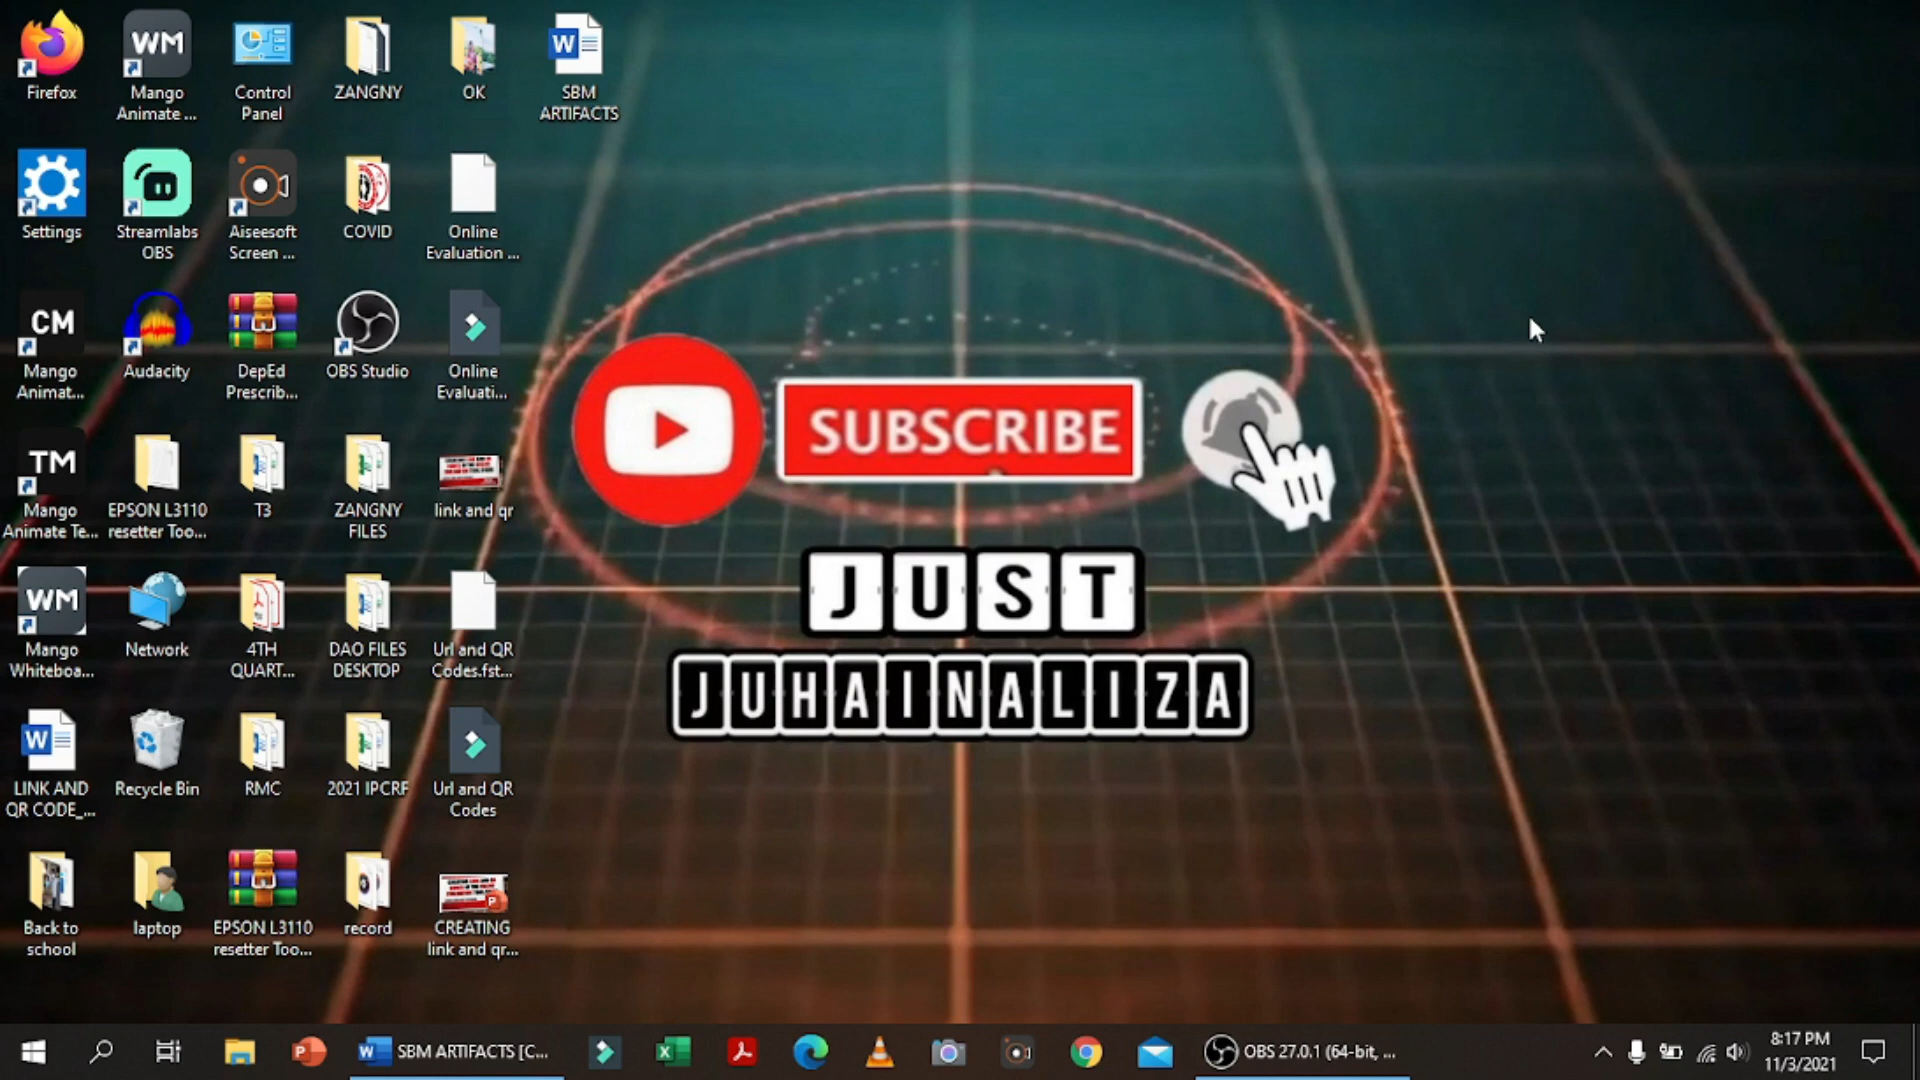 Firefox
WM
Mango
Animate ...
Control
Panel
ZANGNY
OK
W
SBM
ARTIFACTS
Settings
Streamlabs
OBS
Aiseesoft
Screen ...
COVID
Online
Evaluation ...
CM
Mango
Animat...
Audacity
DepEd
Prescrib...
OBS Studio
Online
Evaluati...
TM
Mango
Animate Te...
EPSON L3110
resetter Too...
T3
ZANGNY
FILES
link and qr
WM
Mango
Whiteboa...
Network
4TH
QUART...
DAO FILES
DESKTOP
Url and QR
Codes.fst...
W
LINK AND
QR CODE_...
Recycle Bin
RMC
2021 IPCRF
Url and QR
Codes
Back to
school
laptop
EPSON L3110
resetter Too...
record
CREATING
link and qr...
SUBSCRIBE
JUST
JUHAINALIZA
SBM ARTIFACTS [C...
OBS 27.0.1 (64-bit, ...
8:17 PM
11/3/2021